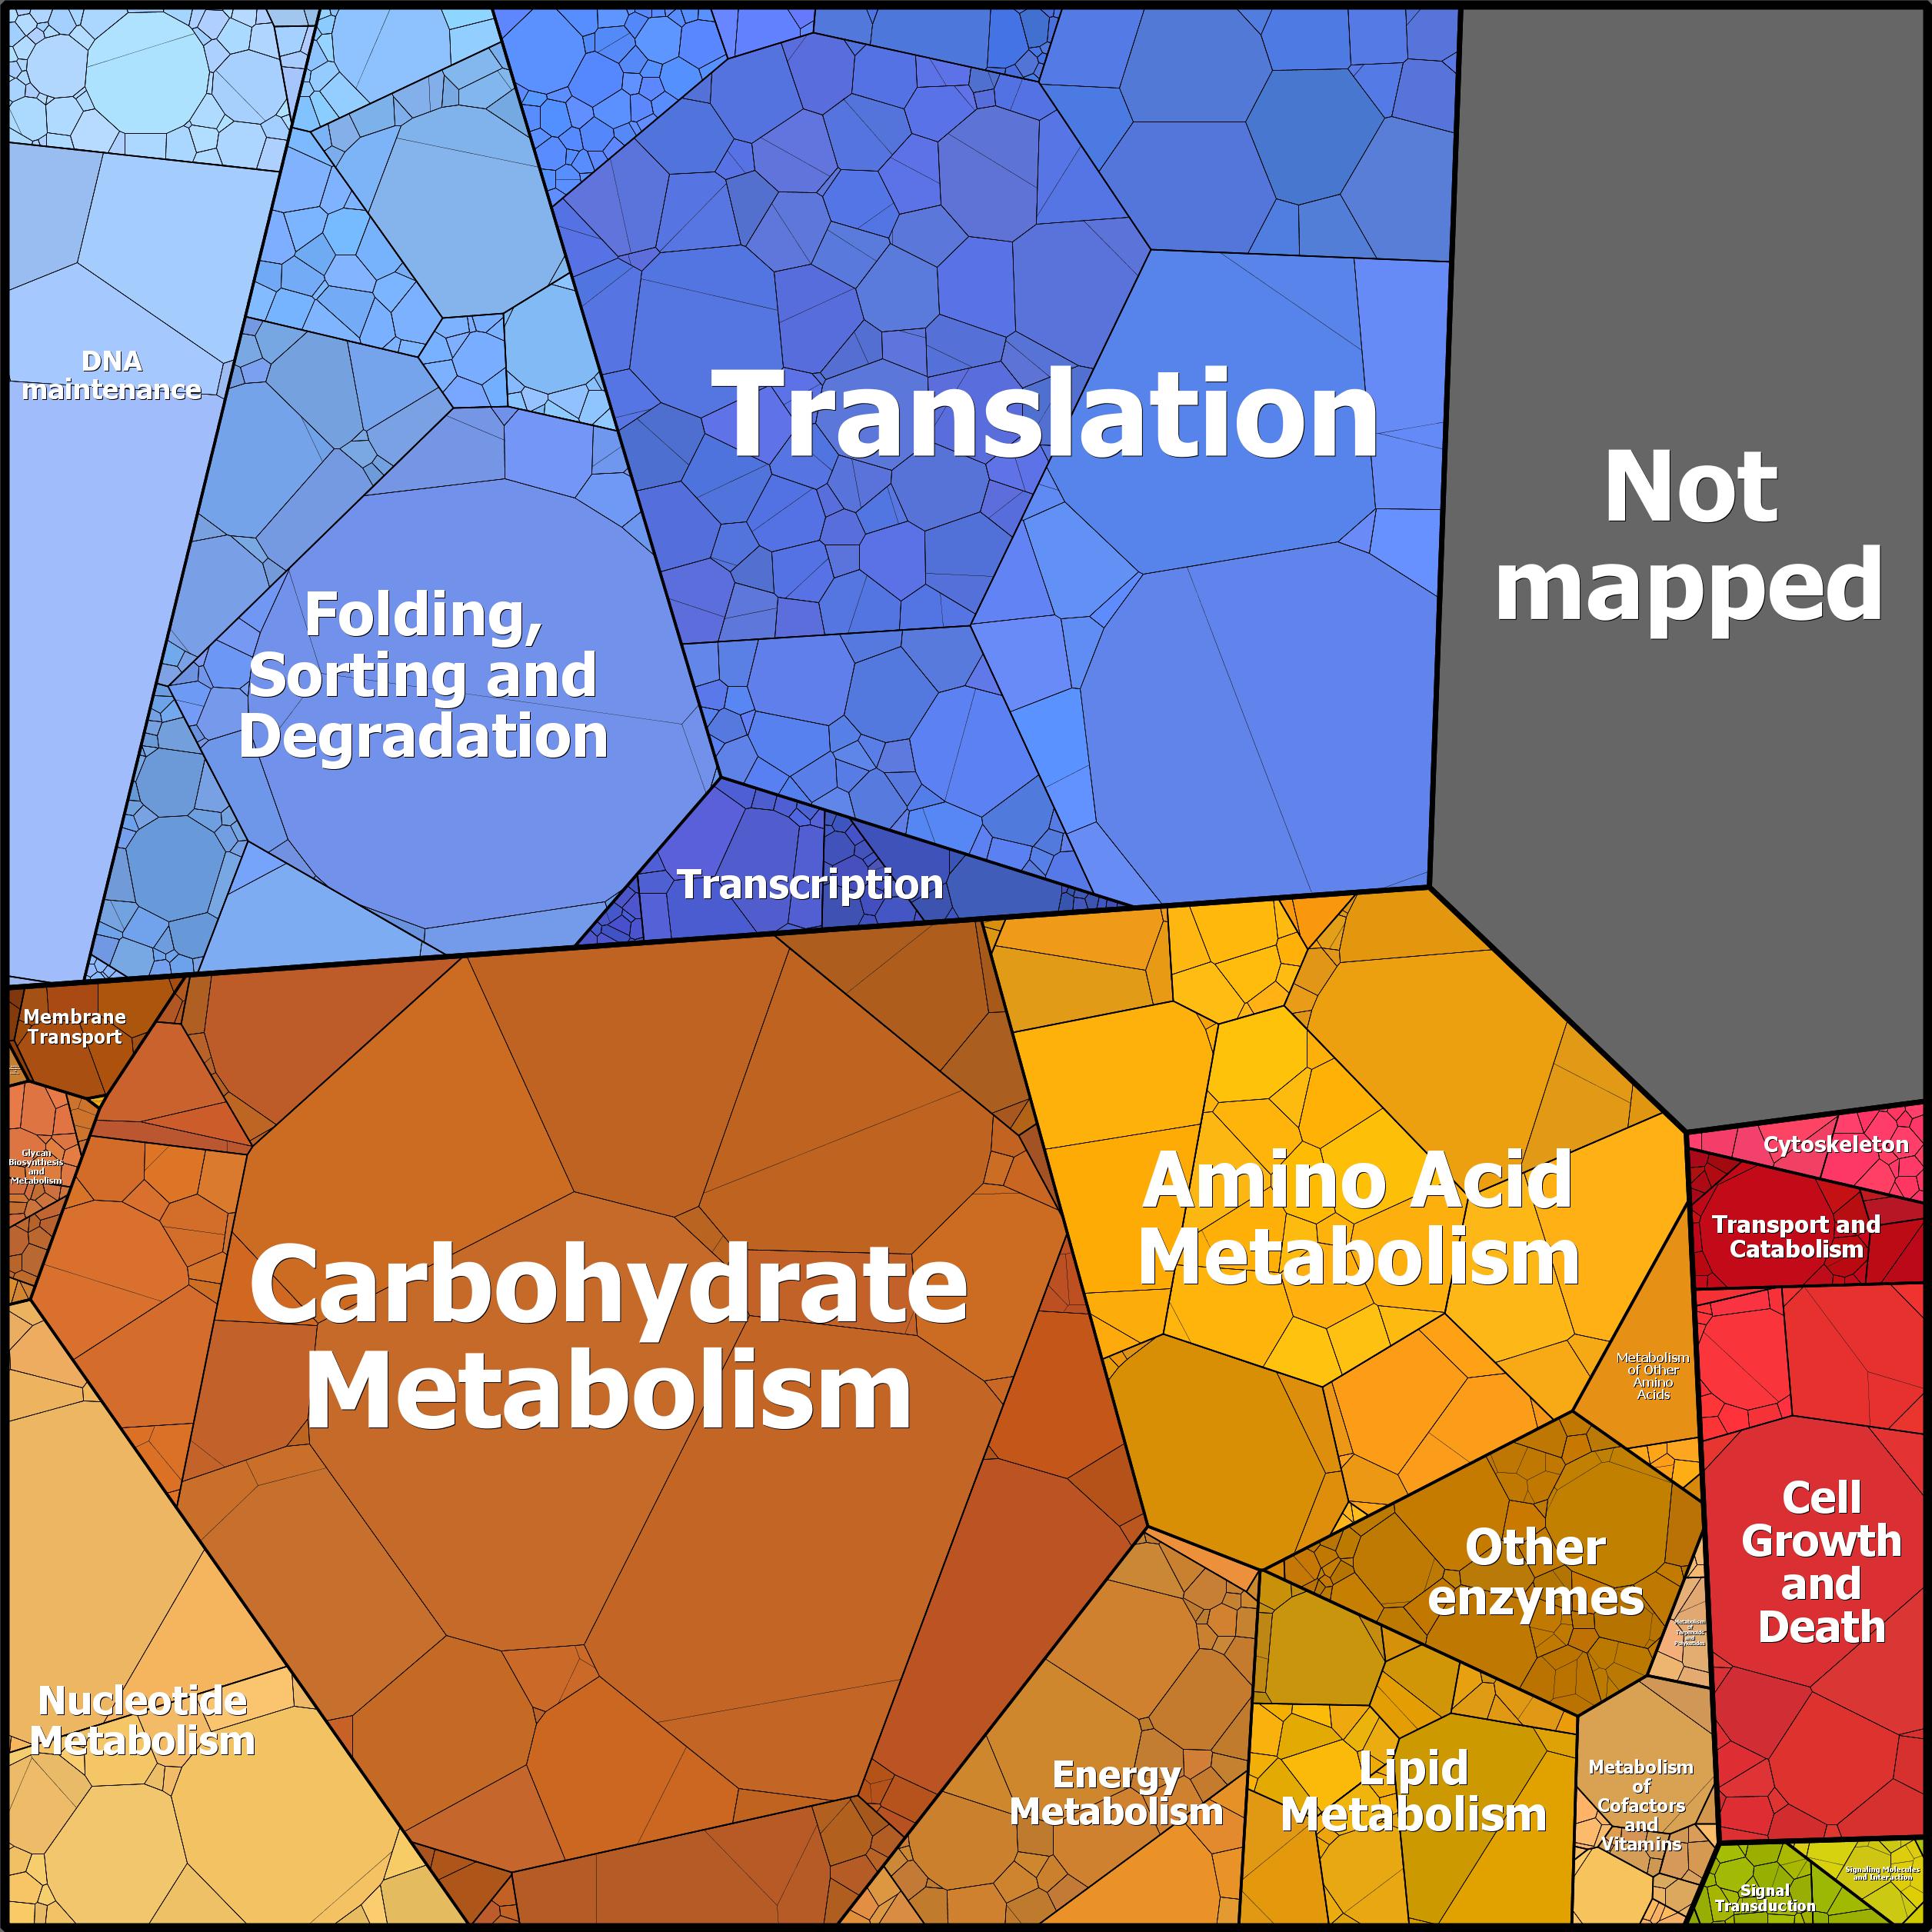 DNA
maintenance
Translation
Not
mapped
Folding,
Sorting and
Degradation
Transcription
Membrane
Transport
Glycan
Biosynthesis
and
Metabolism
Carbohydrate
Metabolism
Amino Acid
Metabolism
Cytoskeleton
Transport and
Catabolism
Metabolism
of Other
Amino
Acids
Cell
Growth
and
Death
Other
enzymes
Metabolism
of
Terpenoids
and
Polyketides
Nucleotide
Metabolism
Energy
Metabolism
Lipid
Metabolism
Metabolism
of
Cofactors
and
Vitamins
Signal
Transduction
Signaling Molecules
and Interaction